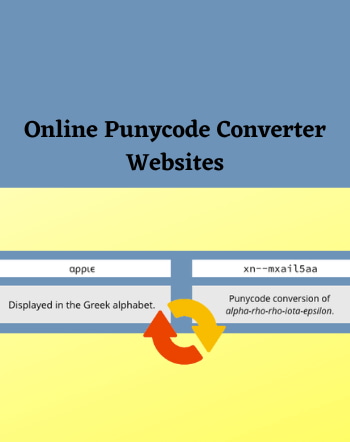 Online Punycode Converter
Websites
αρριε
xn--mxail5aa
Displayed in the Greek alphabet.
Punycode conversion of
alpha-rho-rho-iota-epsilon.